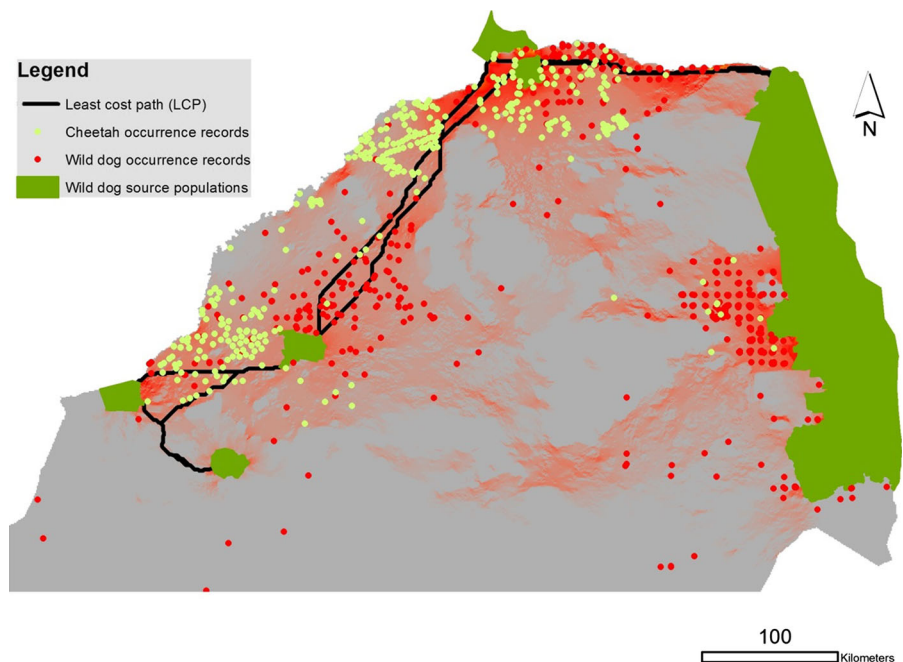 Legend
Least cost path (LCP)
Cheetah occurrence records
Wild dog occurrence records
Wild dog source populations
N
100
Kilometers